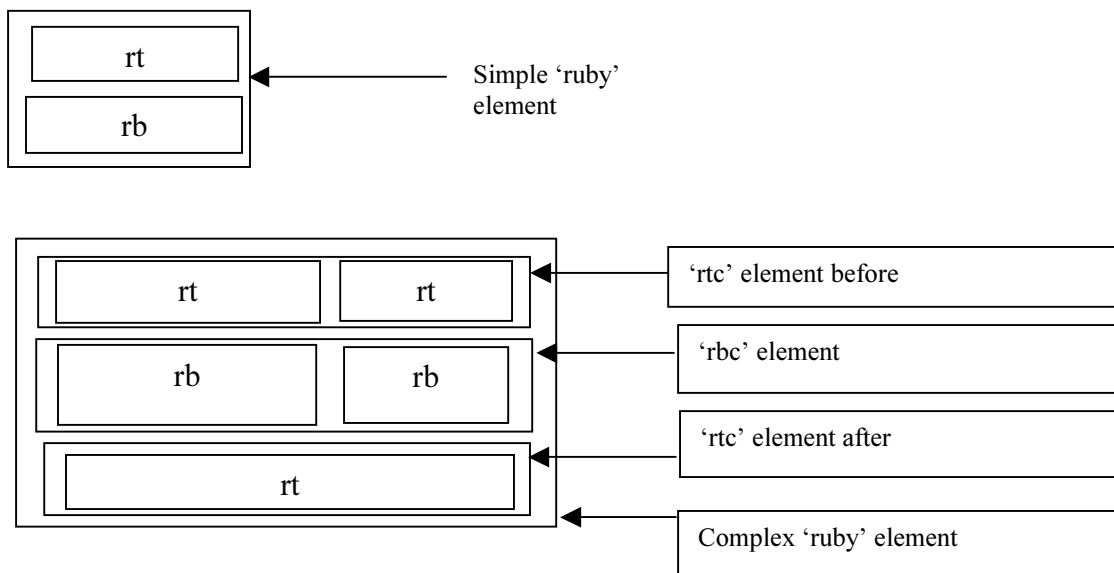 rt
rb
Simple ‘ruby’
element
rt rt
‘rtc’ element before
rb rb
‘rbc’ element
rt
‘rtc’ element after
Complex ‘ruby’ element